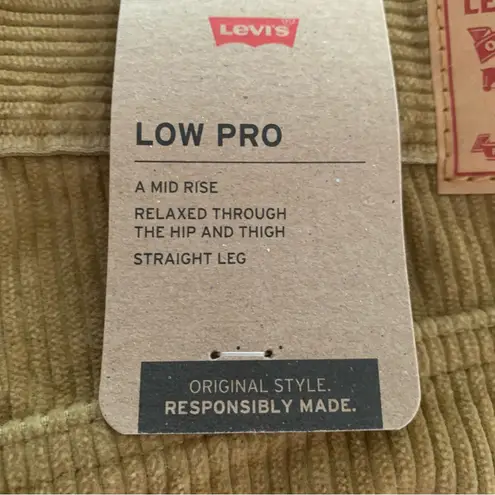 Levi's
LOW PRO
A MID RISE
RELAXED THROUGH
THE HIP AND THIGH
STRAIGHT LEG
ORIGINAL STYLE.
RESPONSIBLY MADE.